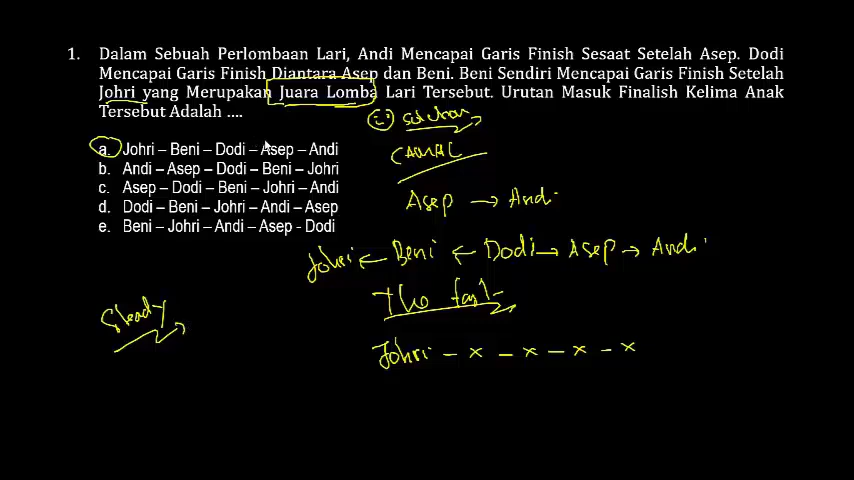 1. Dalam Sebuah Perlombaan Lari, Andi Mencapai Garis Finish Sesaat Setelah Asep. Dodi
Mencapai Garis Finish Diantara Asep dan Beni. Beni Sendiri Mencapai Garis Finish Setelah
Johri yang Merupakan Juara Lomba Lari Tersebut. Urutan Masuk Finalish Kelima Anak
Tersebut Adalah ....
a. Johri – Beni – Dodi – Asep – Andi
b. Andi – Asep – Dodi – Beni – Johri
c. Asep – Dodi – Beni – Johri – Andi
d. Dodi – Beni – Johri – Andi – Asep
e. Beni – Johri – Andi – Asep - Dodi
Asep → Andi
Johri ← Beni ← Dodi → Asep → Andi
The fast
Steady
Johri – x – x – x – x